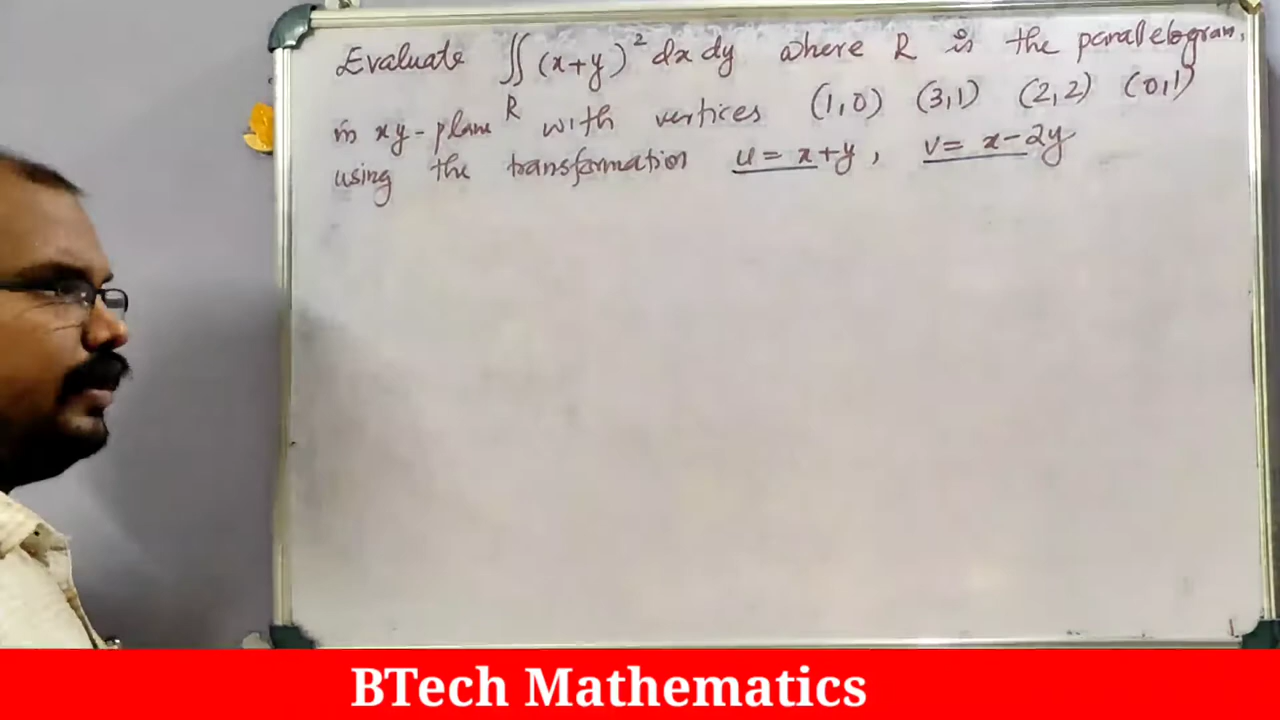 Evaluate ∬_R (x+y)² dx dy where R is the parallelogram
in xy-plane with vertices (1,0) (3,1) (2,2) (0,1)
using the transformation u = x+y, v = x-2y
BTech Mathematics